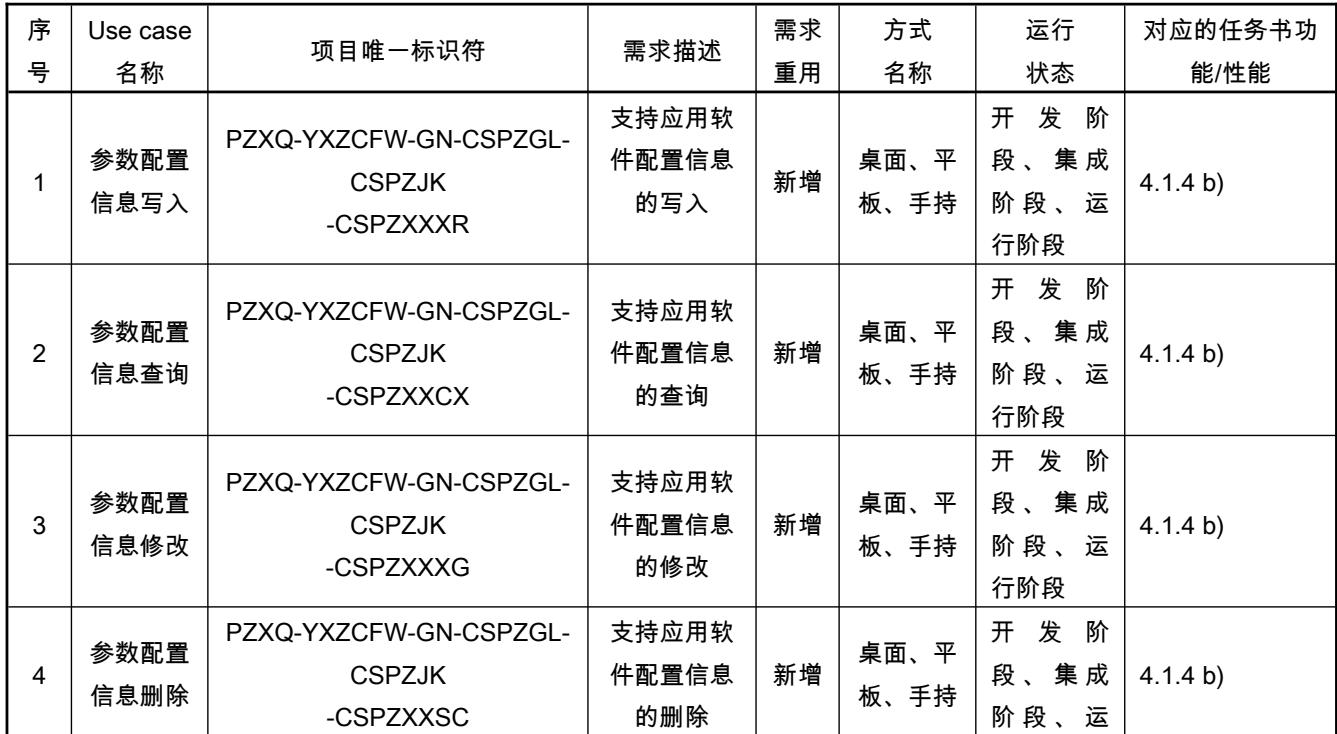 序号
Use case
名称
项目唯一标识符
需求描述
需求
重用
方式
名称
运行
状态
对应的任务书功
能/性能
1
参数配置
信息写入
PZXQ-YXZCFW-GN-CSPZGL-
CSPZJK
-CSPZXXXR
支持应用软
件配置信息
的写入
新增
桌面、平
板、手持
开发阶
段、集成
阶段、运
行阶段
4.1.4 b)
2
参数配置
信息查询
PZXQ-YXZCFW-GN-CSPZGL-
CSPZJK
-CSPZXXCX
支持应用软
件配置信息
的查询
新增
桌面、平
板、手持
开发阶
段、集成
阶段、运
行阶段
4.1.4 b)
3
参数配置
信息修改
PZXQ-YXZCFW-GN-CSPZGL-
CSPZJK
-CSPZXXXG
支持应用软
件配置信息
的修改
新增
桌面、平
板、手持
开发阶
段、集成
阶段、运
行阶段
4.1.4 b)
4
参数配置
信息删除
PZXQ-YXZCFW-GN-CSPZGL-
CSPZJK
-CSPZXXSC
支持应用软
件配置信息
的删除
新增
桌面、平
板、手持
开发阶
段、集成
阶段、运
4.1.4 b)